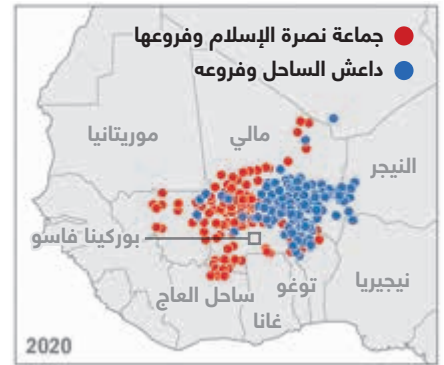 جماعة نصرة الإسلام وفروعها
داعش الساحل وفروعه
موريتانيا
مالي
النيجر
بوركينا فاسو
ساحل العاج
توغو
نيجيريا
غانا
2020